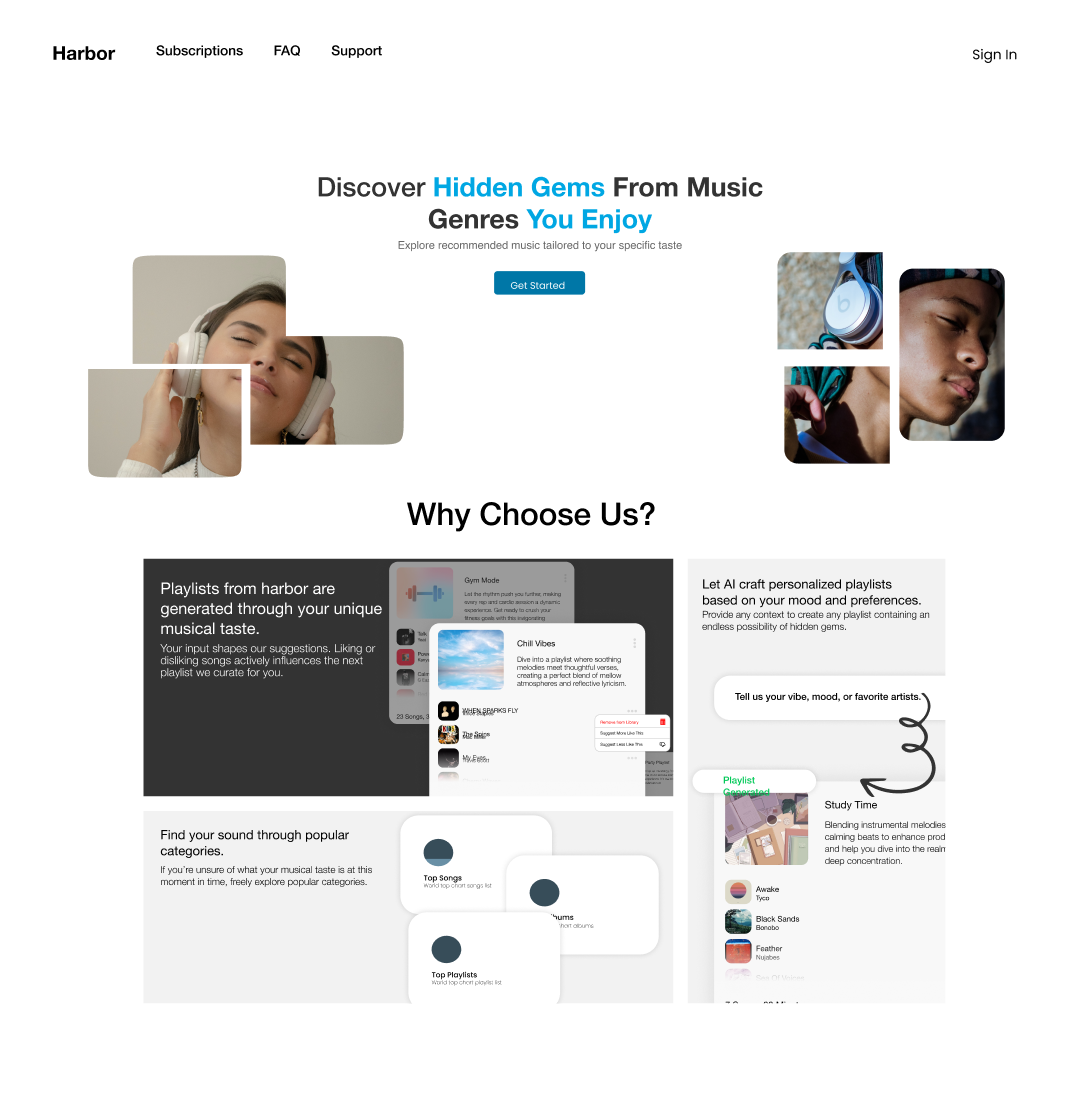 Harbor
Subscriptions
FAQ
Support
Sign In
Discover Hidden Gems From Music
Genres You Enjoy
Explore recommended music tailored to your specific taste
Get Started
Why Choose Us?
Playlists from harbor are
generated through your unique
musical taste.
Your input shapes our suggestions. Liking or
disliking songs actively influences the next
playlist we curate for you.
Gym Mode
Let the rhythm push you further, making
every rep and cardio session a dynamic
experience. Get ready to crush your
fitness goals with this invigorating
23 Songs, 3
Chill Vibes
Dive into a playlist where soothing
melodies meet thoughtful verses,
creating a perfect blend of mellow
atmospheres and reflective lyricism.
WHEN SPARKS FLY
The Spins
Mac Miller
My Eyes
Travis Scott
Remove from Library
Suggest More Like This
Suggest Less Like This
Party Playlist
Let AI craft personalized playlists
based on your mood and preferences.
Provide any context to create any playlist containing an
endless possibility of hidden gems.
Tell us your vibe, mood, or favorite artists.
Playlist
Generated
Study Time
Blending instrumental melodies
calming beats to enhance prod
and help you dive into the realm
deep concentration.
Awake
Tyco
Black Sands
Bonobo
Feather
Nujabes
Find your sound through popular
categories.
If you're unsure of what your musical taste is at this
moment in time, freely explore popular categories.
Top Songs
World top chart songs list
bums
hort albums
Top Playlists
World top chart playlist list